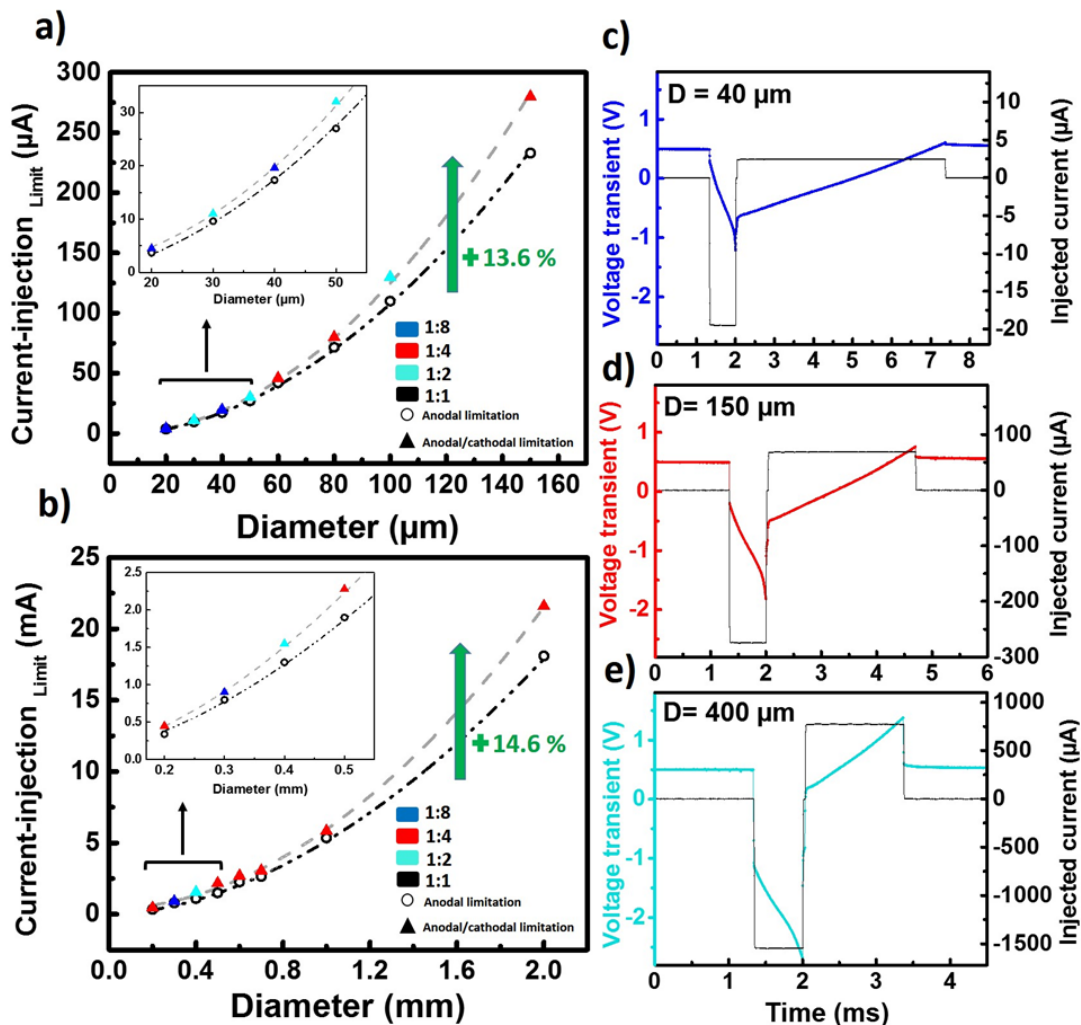 a)
300
250
200
150
100
50
0
Current-injection Limit (µA)
30
20
10
0
20 30 40 50
Diameter (µm)
+ 13.6 %
1:8
1:4
1:2
1:1
Anodal limitation
Anodal/cathodal limitation
0 20 40 60 80 100 120 140 160
Diameter (µm)
b)
25
20
15
10
5
0
Current-injection Limit (mA)
2.5
2.0
1.5
1.0
0.5
0.0
0.2 0.3 0.4 0.5
Diameter (mm)
+ 14.6 %
1:8
1:4
1:2
1:1
Anodal limitation
Anodal/cathodal limitation
0.0 0.4 0.8 1.2 1.6 2.0
Diameter (mm)
c)
D = 40 µm
Voltage transient (V)
1
0
-1
-2
Injected current (µA)
10
5
0
-5
-10
-15
-20
0 1 2 3 4 5 6 7 8
d)
D= 150 µm
Voltage transient (V)
1
0
-1
-2
Injected current (µA)
100
0
-100
-200
-300
0 1 2 3 4 5 6
e)
D= 400 µm
Voltage transient (V)
1
0
-1
-2
Injected current (µA)
1000
500
0
-500
-1000
-1500
0 1 2 3 4
Time (ms)